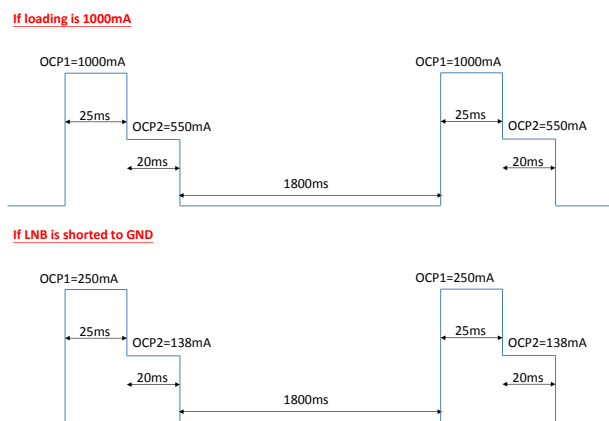 If loading is 1000mA
OCP1=1000mA
OCP1=1000mA
25ms
25ms
OCP2=550mA
OCP2=550mA
20ms
20ms
1800ms
If LNB is shorted to GND
OCP1=250mA
OCP1=250mA
25ms
25ms
OCP2=138mA
OCP2=138mA
20ms
20ms
1800ms